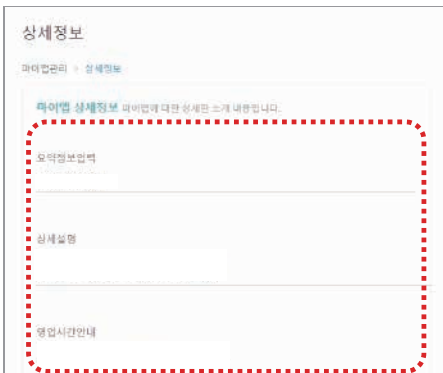 상세정보
마이앱관리 > 상세정보
마이앱 상세정보 마이앱에 대한 상세한 소개 내용입니다.
요약정보입력
상세설명
영업시간안내